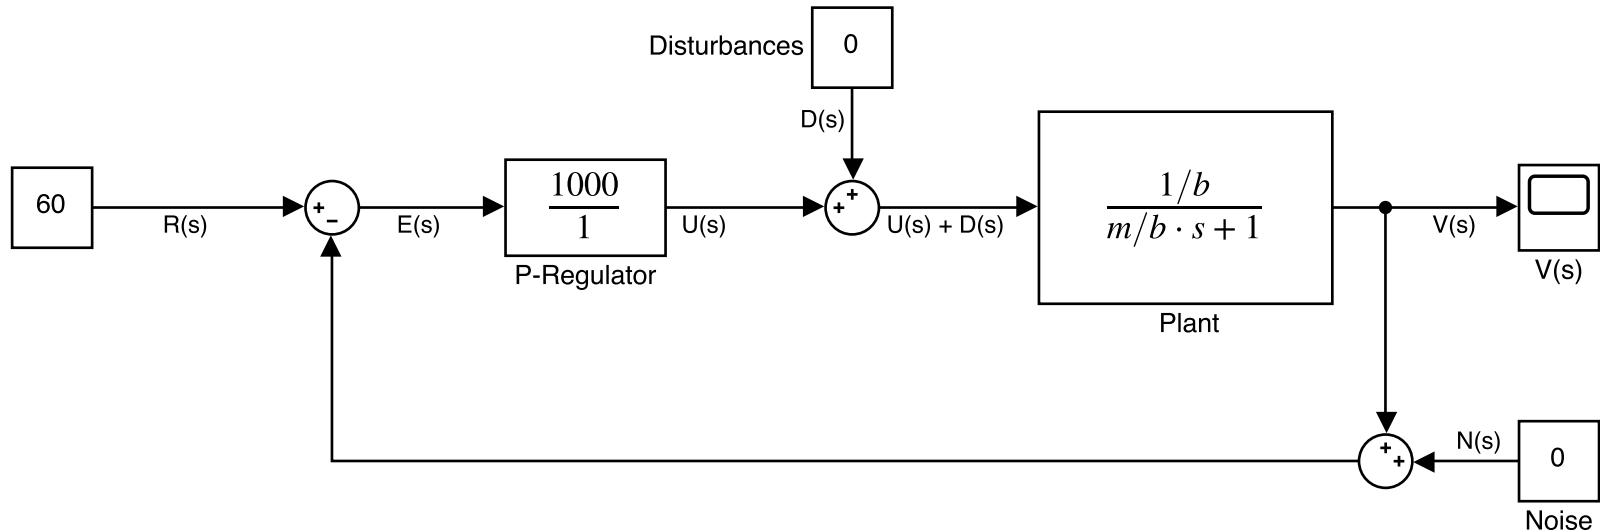 Disturbances
0
D(s)
60
R(s)
+
−
E(s)
1000
1
P-Regulator
U(s)
+
+
U(s) + D(s)
1/b
m/b · s + 1
Plant
V(s)
V(s)
+
+
N(s)
0
Noise